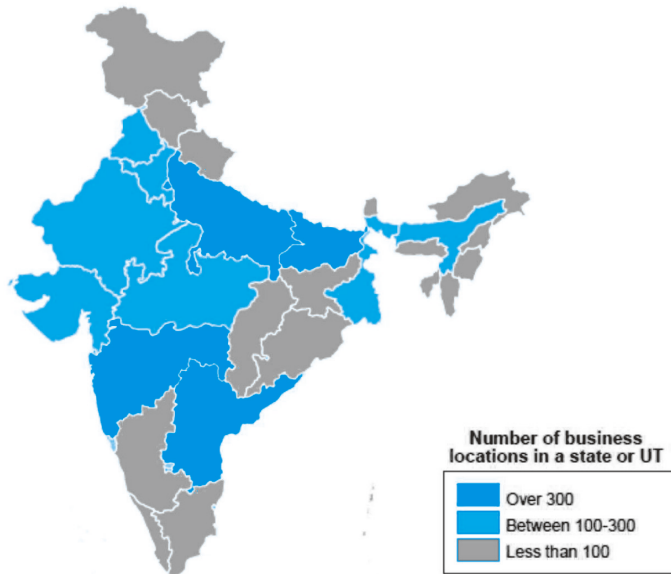 Number of business
locations in a state or UT
Over 300
Between 100-300
Less than 100